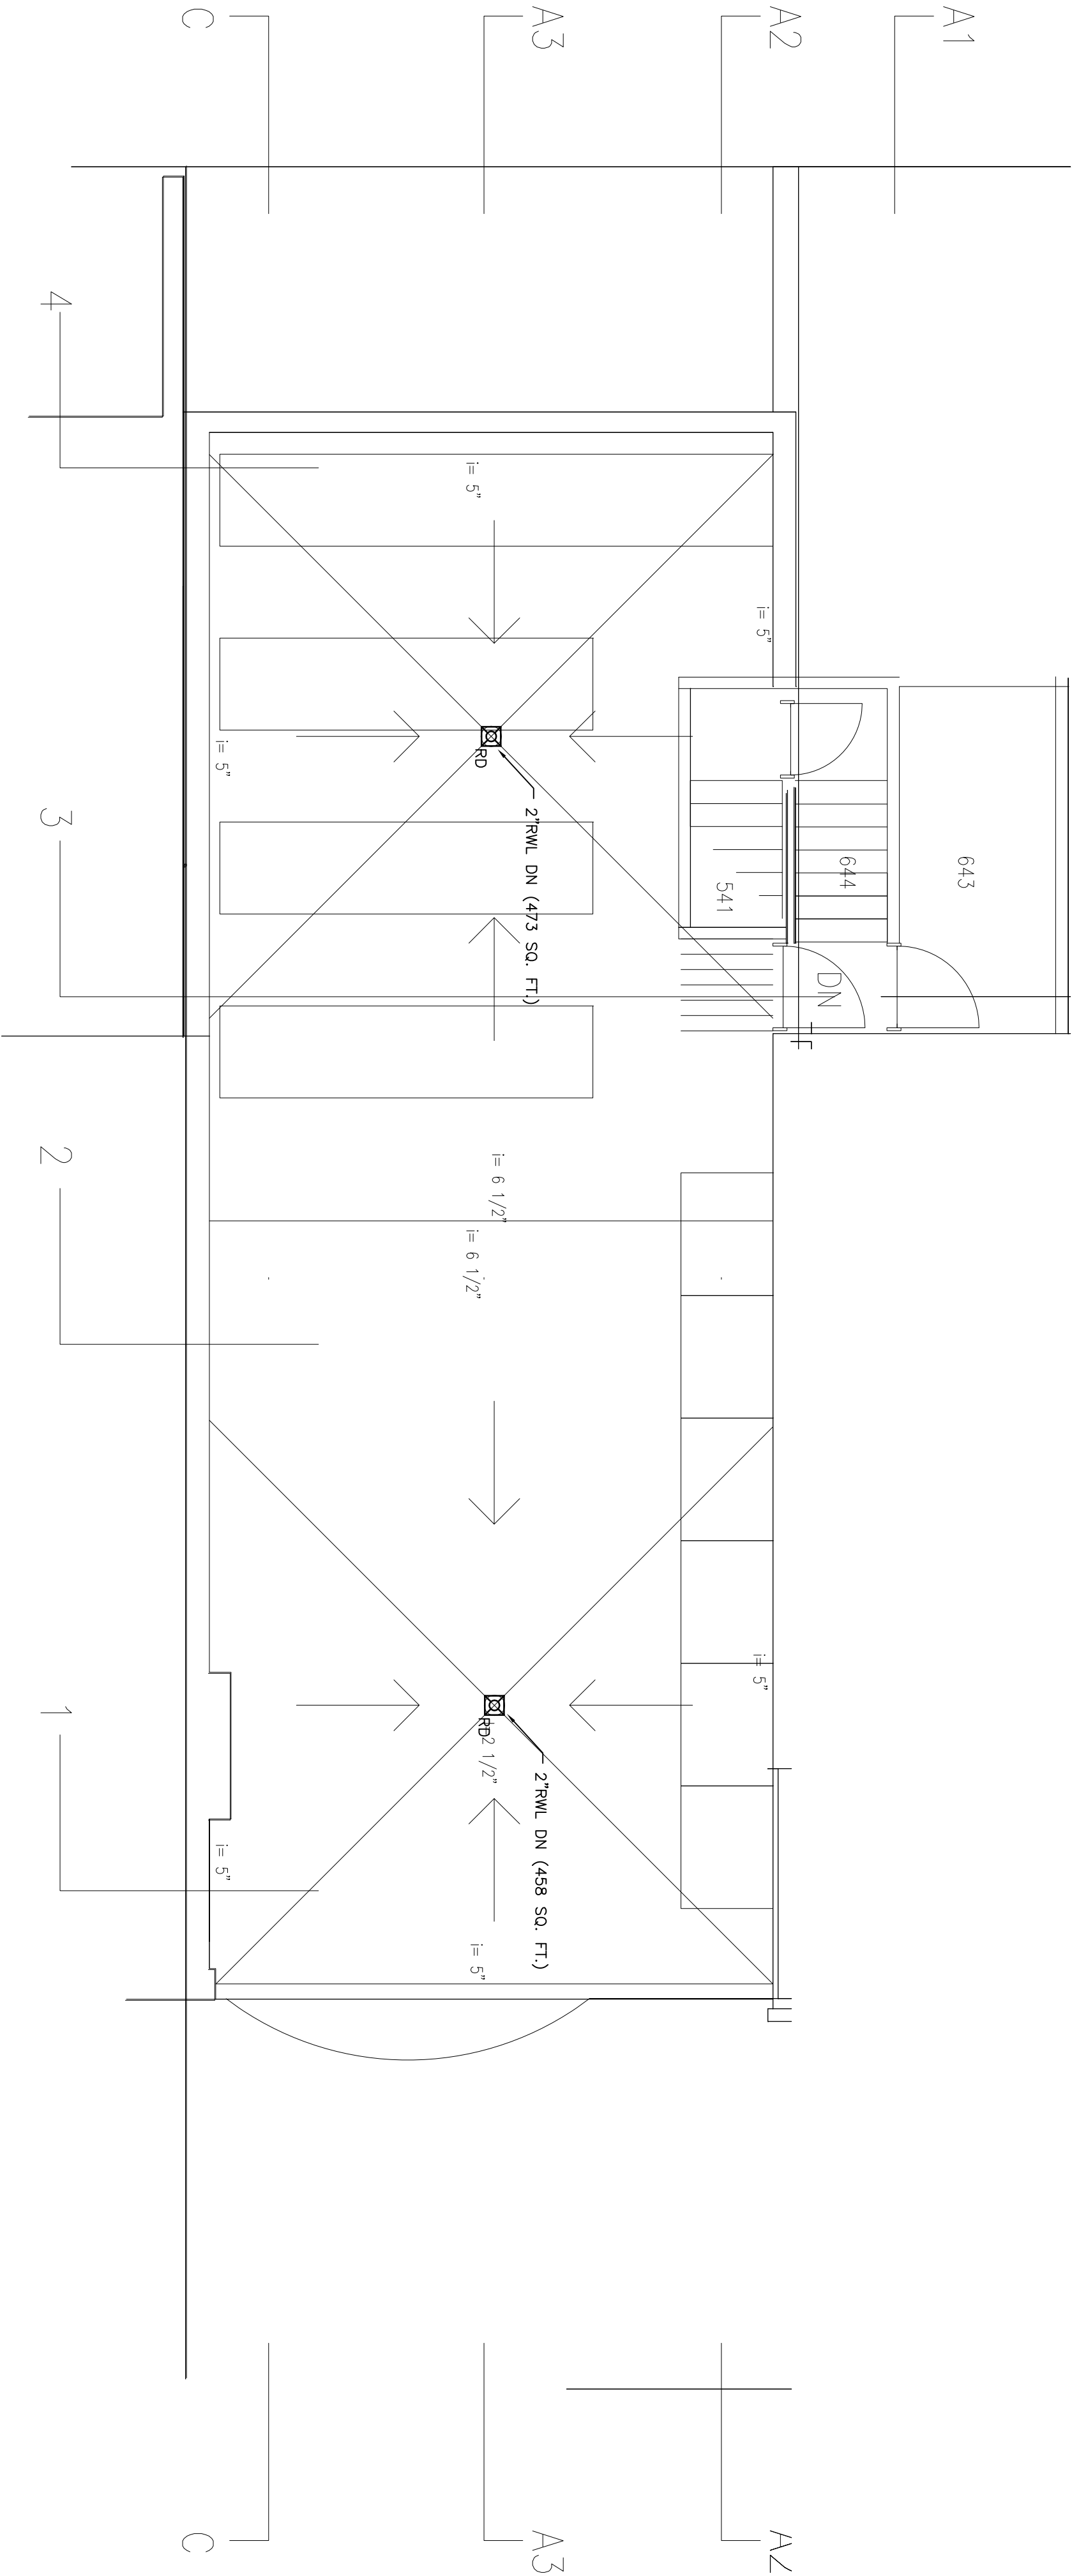 C
A3
A2
A1
4
i= 5"
i= 5"
i= 5"
RD
2"RWL DN (473 SQ. FT.)
3
541
644
643
DN
2
i= 6 1/2"
i= 6 1/2"
i= 5"
1
RD
2 1/2"
2"RWL DN (458 SQ. FT.)
i= 5"
i= 5"
C
A3
A2